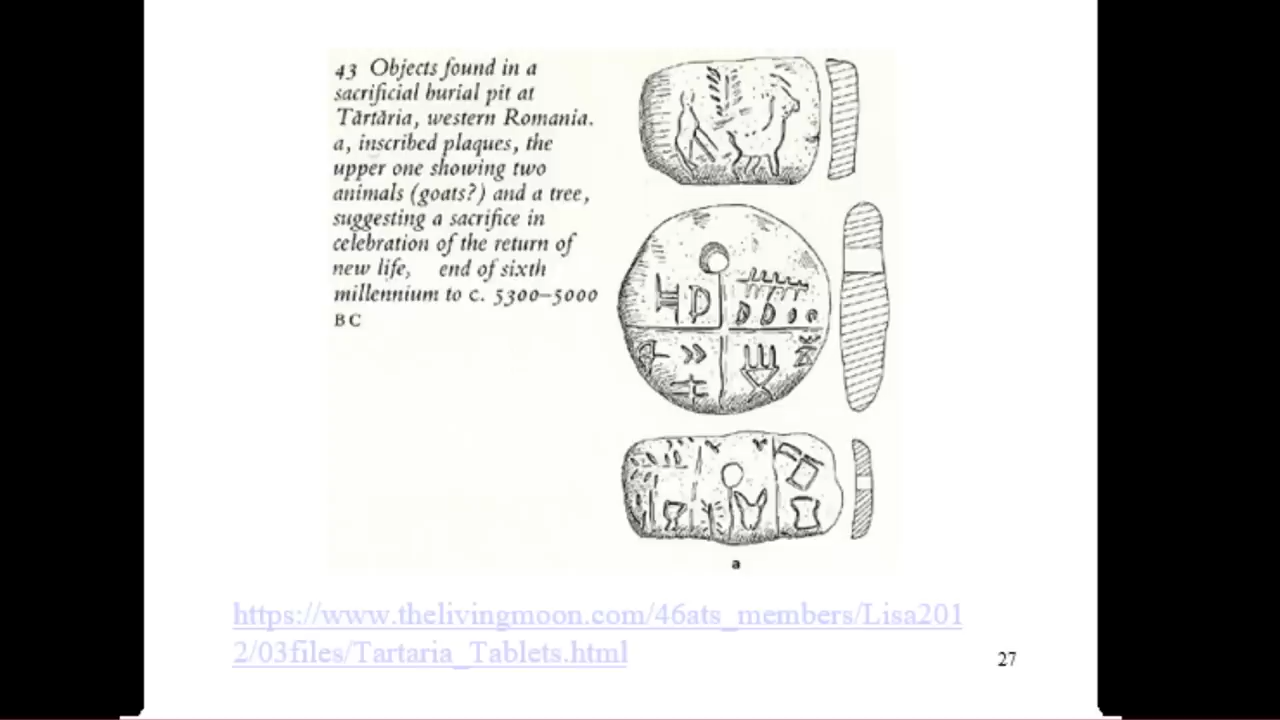 43 Objects found in a
sacrificial burial pit at
Tărtăria, western Romania.
a, inscribed plaques, the
upper one showing two
animals (goats?) and a tree,
suggesting a sacrifice in
celebration of the return of
new life, end of sixth
millennium to c. 5300–5000
BC
a
https://www.thelivingmoon.com/46ats_members/Lisa201
2/03files/Tartaria_Tablets.html
27